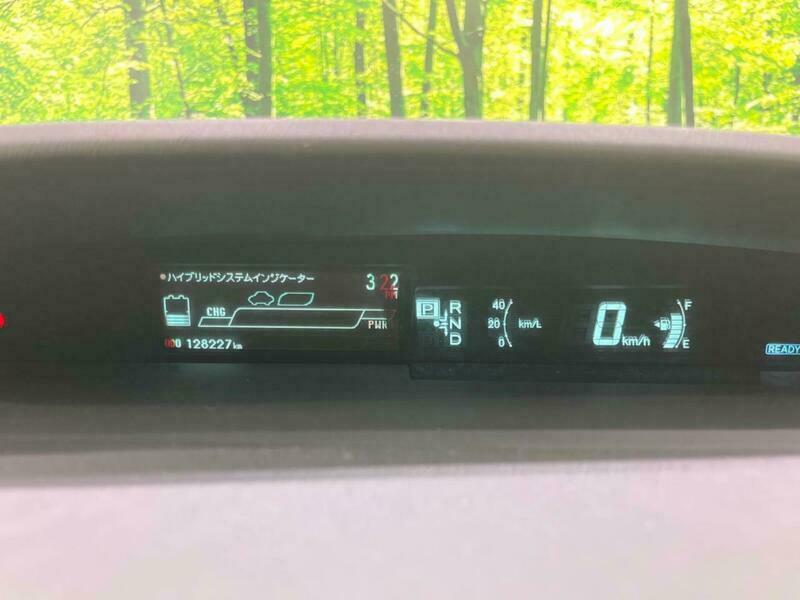 ハイブリッドシステムインジケーター
CHG
PWR
128227km
P
R
N
D
40
20
0
km/L
0
km/h
F
E
READY